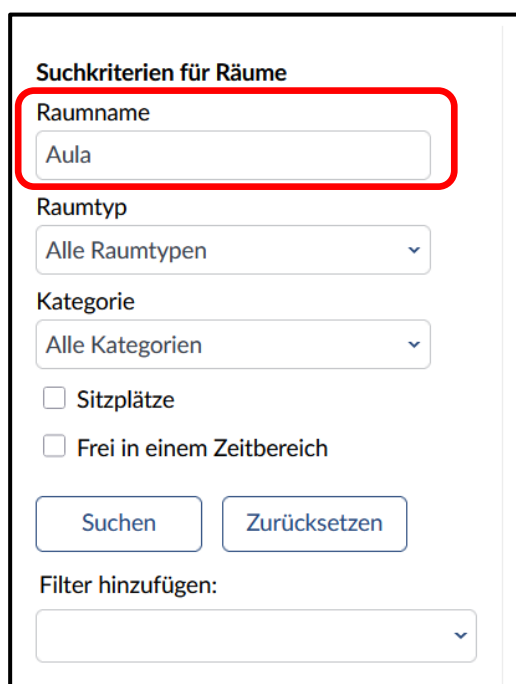 Suchkriterien für Räume
Raumname
Aula
Raumtyp
Alle Raumtypen
Kategorie
Alle Kategorien
Sitzplätze
Frei in einem Zeitbereich
Suchen Zurücksetzen
Filter hinzufügen: